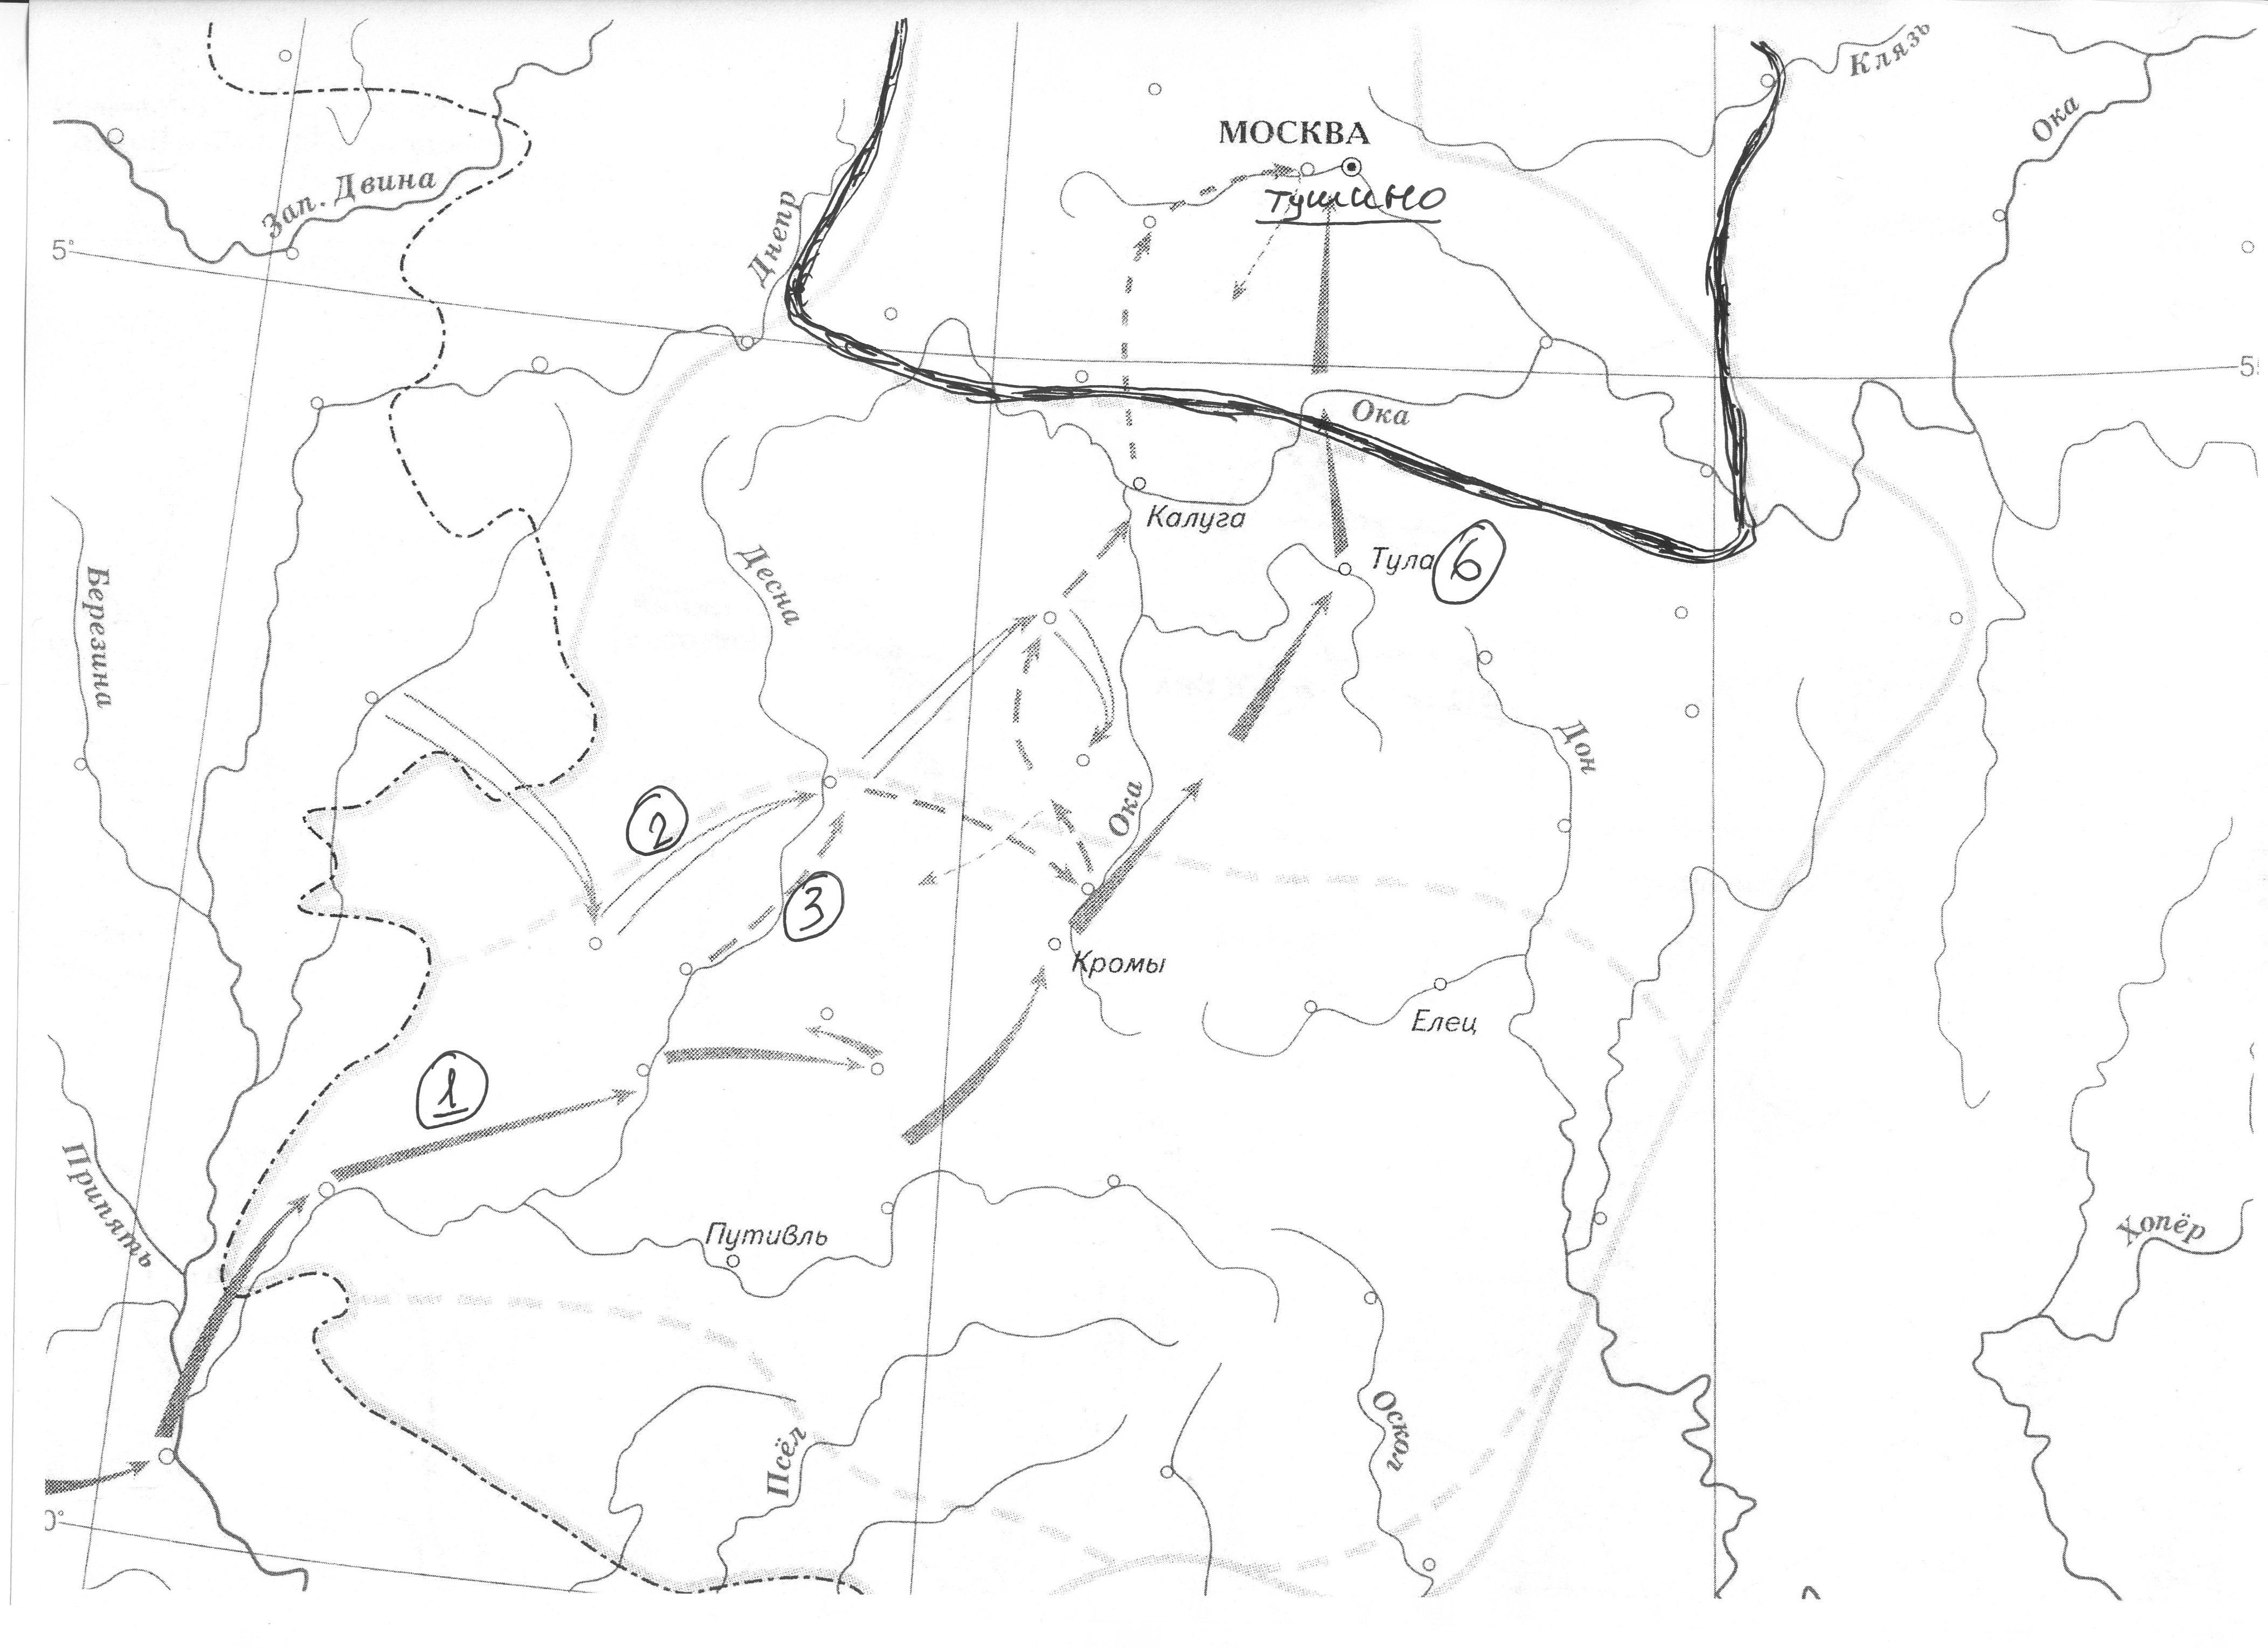 Клязь
Ока
МОСКВА
Тушино
Зап. Двина
Днепр
5°
5
Ока
Калуга
Тула
6
Десна
Березина
Дон
2
Ока
3
Кромы
Елец
1
Припять
Путивль
Хопёр
Псёл
Оскол
0°